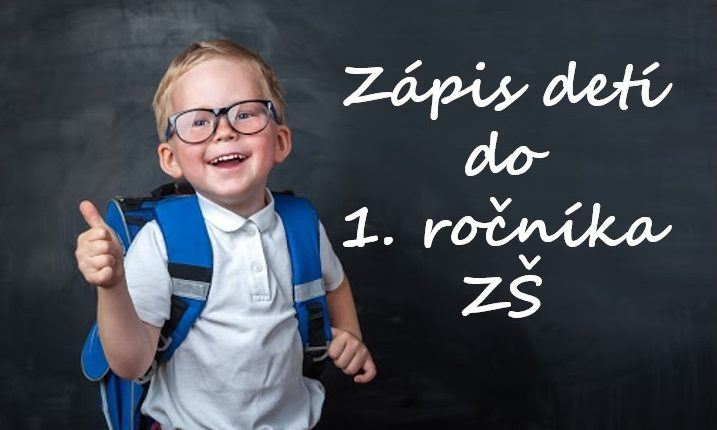 Zápis detí
do
1. ročníka
ZŠ